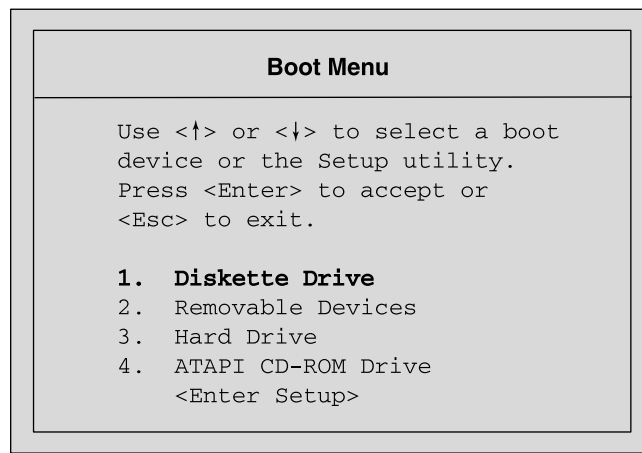 Boot Menu
Use <↑> or <↓> to select a boot
device or the Setup utility.
Press <Enter> to accept or
<Esc> to exit.
1. Diskette Drive
2. Removable Devices
3. Hard Drive
4. ATAPI CD-ROM Drive
<Enter Setup>